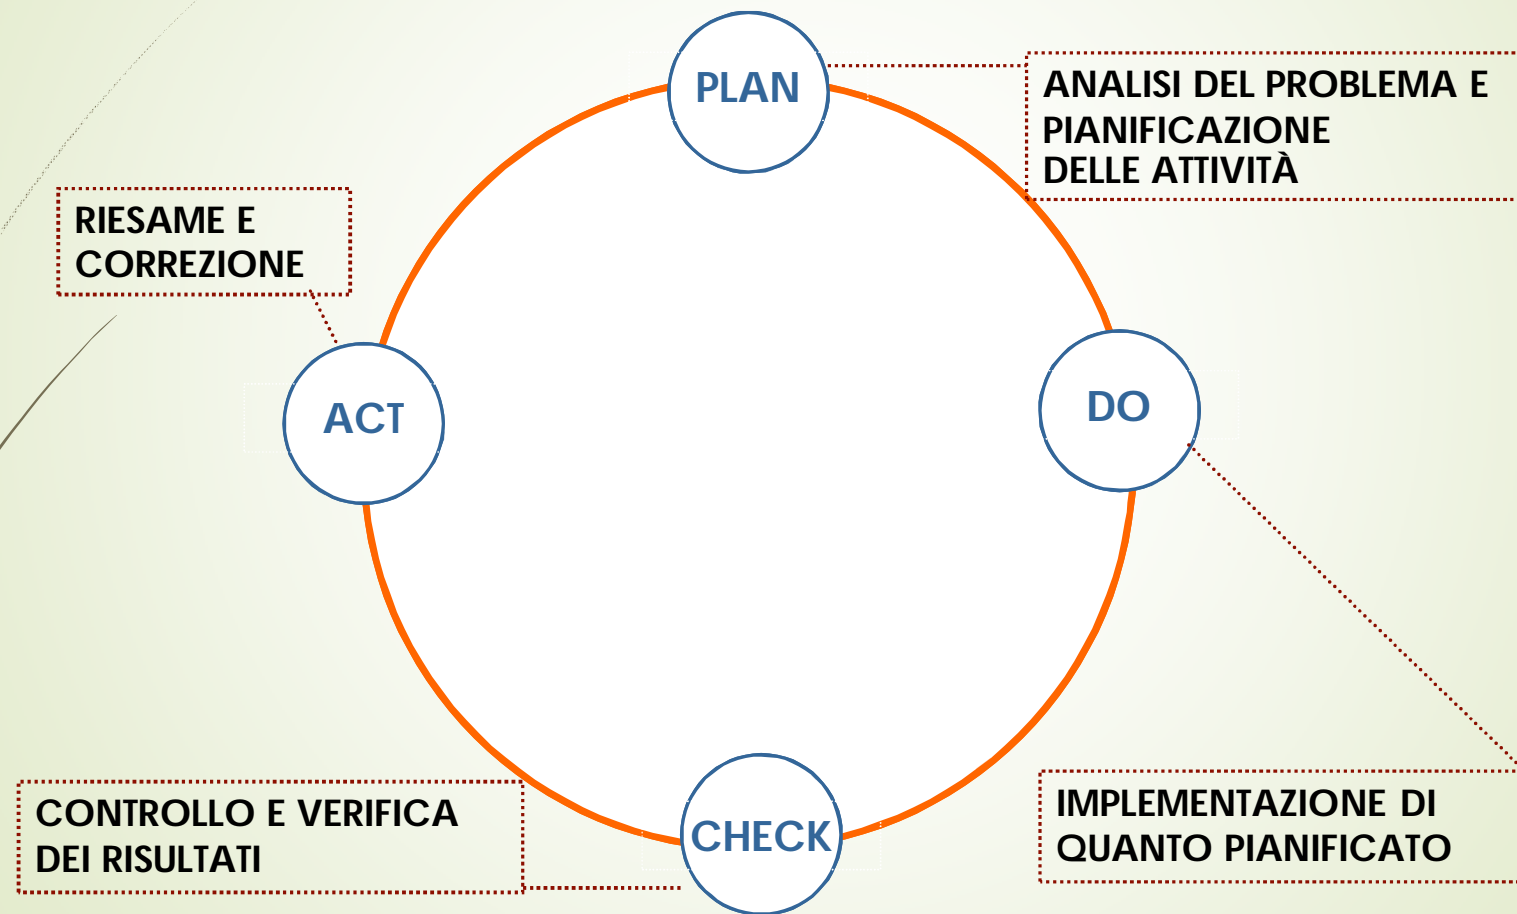 PLAN
ANALISI DEL PROBLEMA E
PIANIFICAZIONE
DELLE ATTIVITÀ
RIESAME E
CORREZIONE
ACT
DO
CONTROLLO E VERIFICA
DEI RISULTATI
CHECK
IMPLEMENTAZIONE DI
QUANTO PIANIFICATO